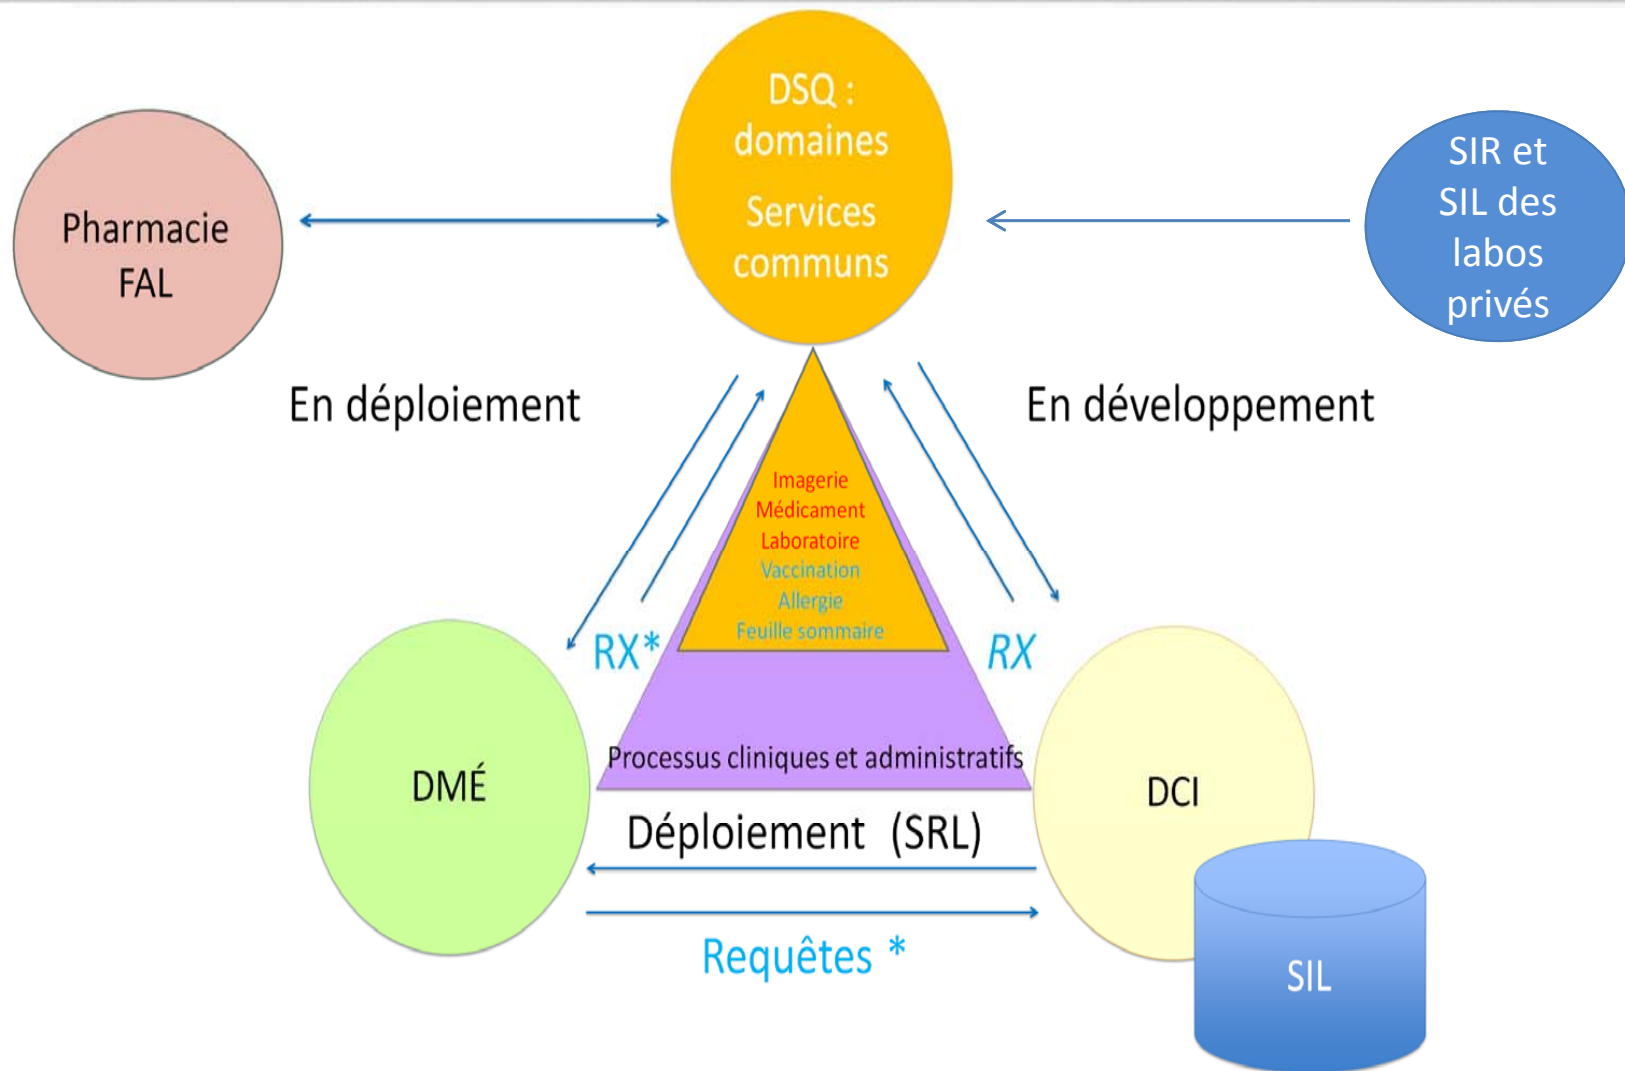 DSQ :
domaines
Services
communs
Pharmacie
FAL
SIR et
SIL des
labos
privés
En déploiement
En développement
Imagerie
Médicament
Laboratoire
Vaccination
Allergie
Feuille sommaire
RX*
RX
Processus cliniques et administratifs
DMÉ
DCI
Déploiement (SRL)
Requêtes *
SIL